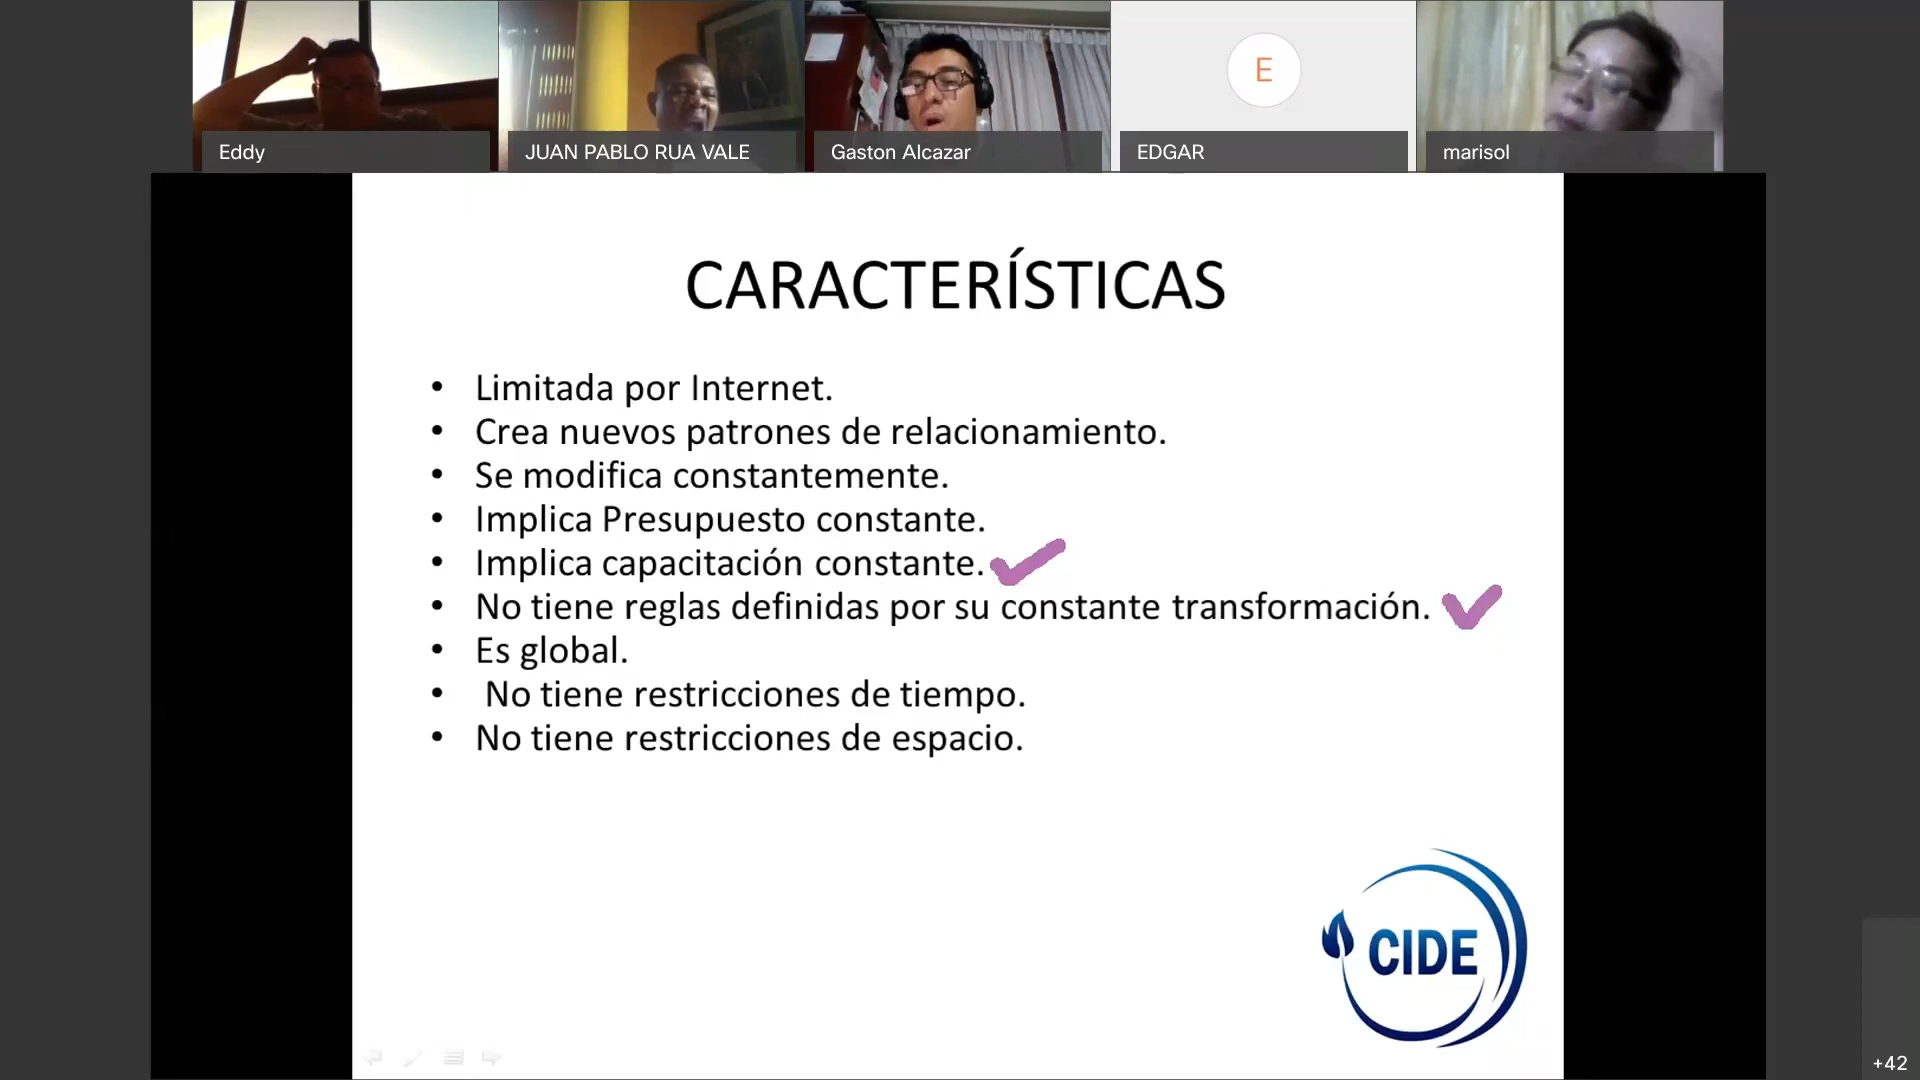 Eddy
JUAN PABLO RUA VALE
Gaston Alcazar
E
EDGAR
marisol
CARACTERÍSTICAS
• Limitada por Internet.
• Crea nuevos patrones de relacionamiento.
• Se modifica constantemente.
• Implica Presupuesto constante.
• Implica capacitación constante.
• No tiene reglas definidas por su constante transformación.
• Es global.
• No tiene restricciones de tiempo.
• No tiene restricciones de espacio.
CIDE
+42